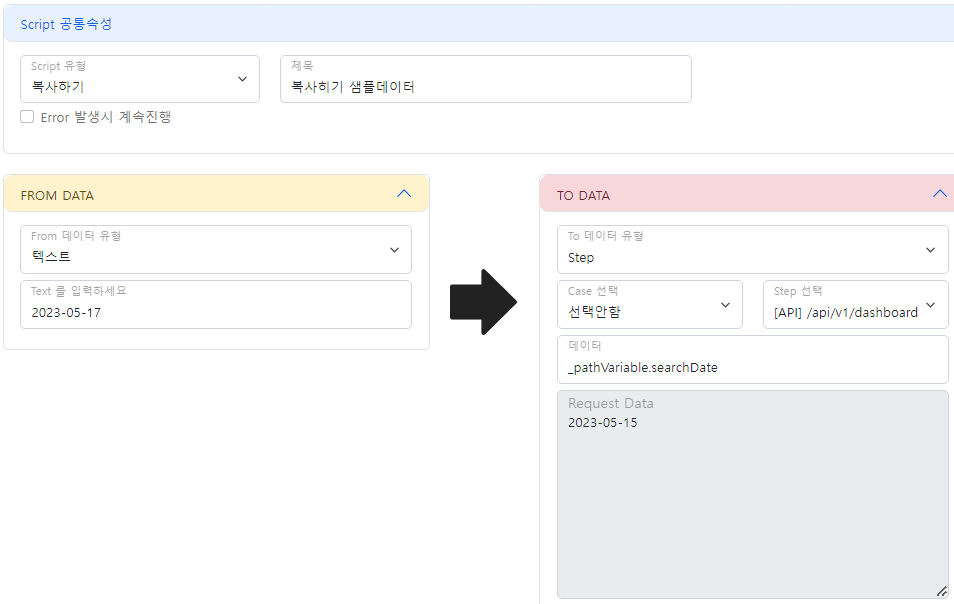 Script 공통속성
Script 유형
복사하기
제목
복사히기 샘플데이터
Error 발생시 계속진행
FROM DATA
From 데이터 유형
텍스트
Text 를 입력하세요
2023-05-17
TO DATA
To 데이터 유형
Step
Case 선택
선택안함
Step 선택
[API] /api/v1/dashboard
데이터
_pathVariable.searchDate
Request Data
2023-05-15